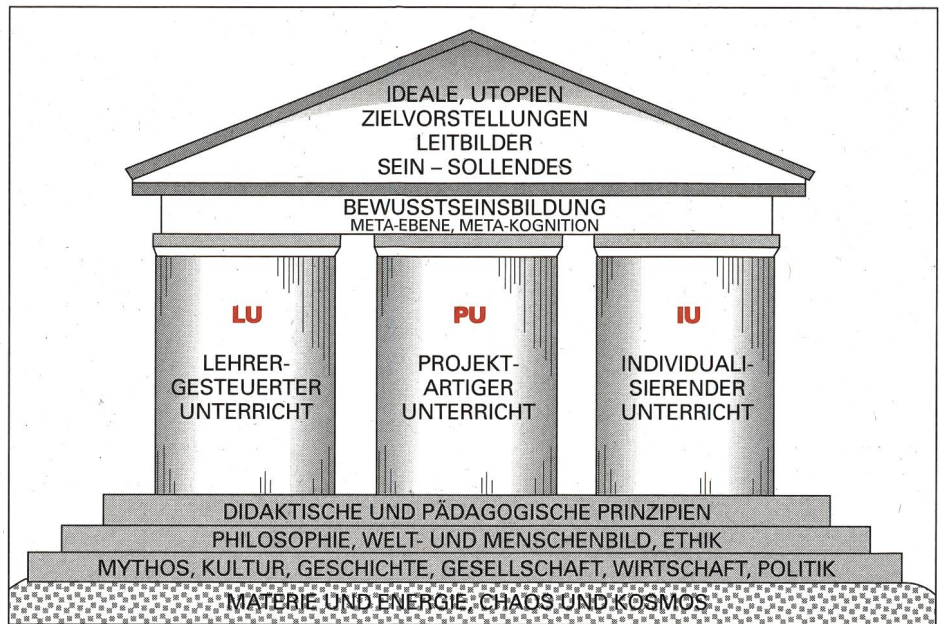 IDEALE, UTOPIEN
ZIELVORSTELLUNGEN
LEITBILDER
SEIN – SOLLENDES
BEWUSSTSEINSBILDUNG
META-EBENE, META-KOGNITION
LU
LEHRER-
GESTEUERTER
UNTERRICHT
PU
PROJEKT-
ARTIGER
UNTERRICHT
IU
INDIVIDUALI-
SIERENDER
UNTERRICHT
DIDAKTISCHE UND PÄDAGOGISCHE PRINZIPIEN
PHILOSOPHIE, WELT- UND MENSCHENBILD, ETHIK
MYTHOS, KULTUR, GESCHICHTE, GESELLSCHAFT, WIRTSCHAFT, POLITIK
MATERIE UND ENERGIE, CHAOS UND KOSMOS